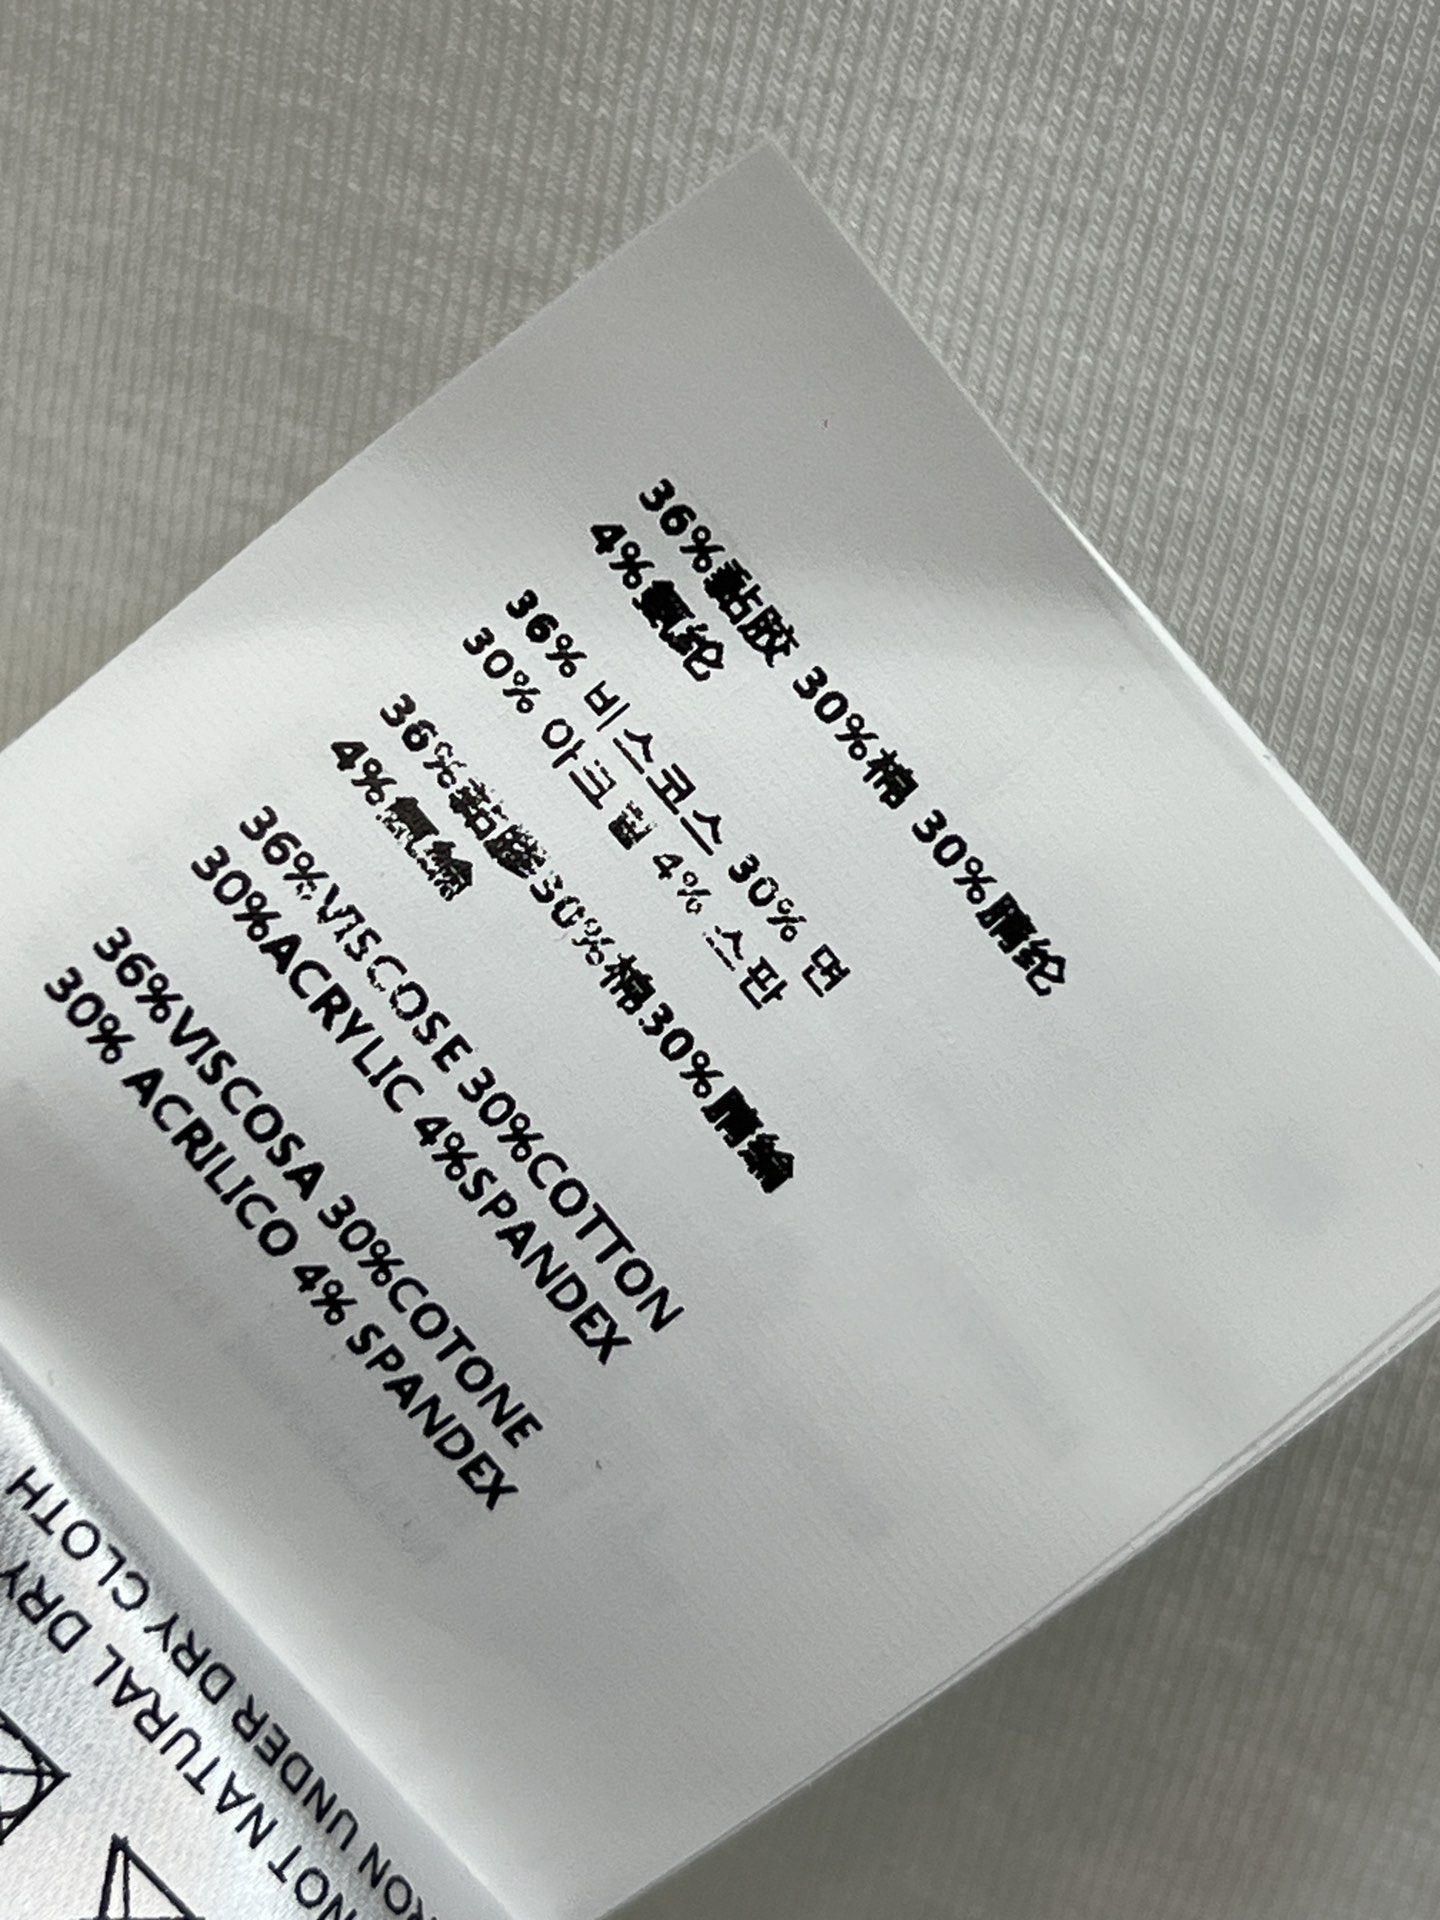 36%黏胶 30%棉 30%腈纶
4%氨纶
36% 비스코스 30% 면
30% 아크릴 4% 스판
36%黏膠30%棉30%腈綸
4%氨綸
36%VISCOSE 30%COTTON
30%ACRYLIC 4%SPANDEX
36%VISCOSA 30%COTONE
30% ACRILICO 4% SPANDEX
NOT NATURAL DRY
RON UNDER DRY CLOTH